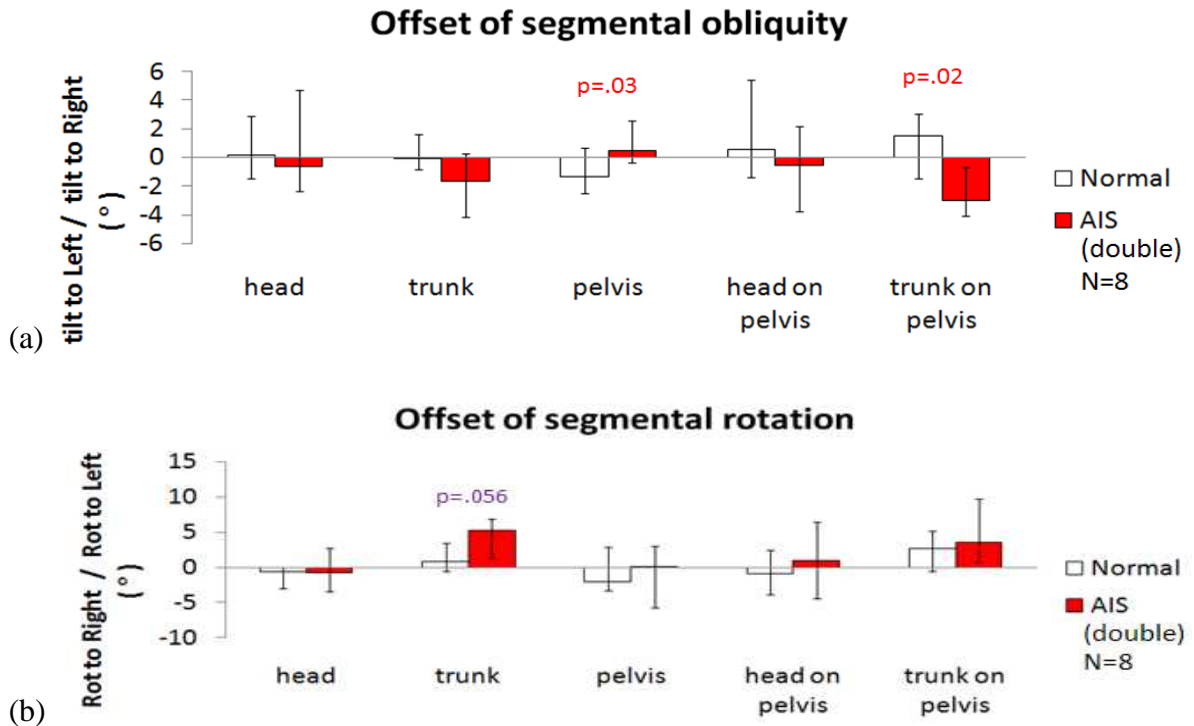 Offset of segmental obliquity
tilt to Left / tilt to Right
( ° )
6
4
2
0
-2
-4
-6
p=.03
p=.02
head
trunk
pelvis
head on
pelvis
trunk on
pelvis
Normal
AIS
(double)
N=8
(a)
Offset of segmental rotation
Rot to Right / Rot to Left
( ° )
15
10
5
0
-5
-10
p=.056
head
trunk
pelvis
head on
pelvis
trunk on
pelvis
Normal
AIS
(double)
N=8
(b)